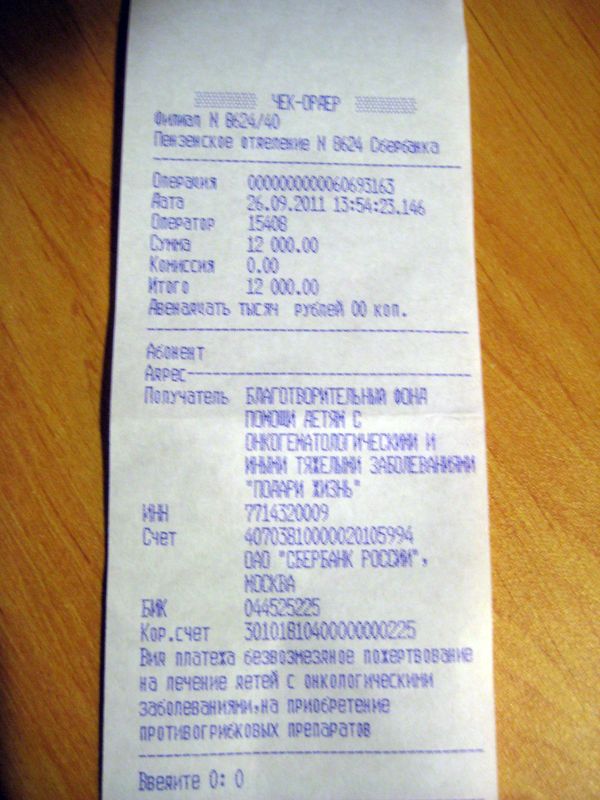 ЧЕК-ОРДЕР
Филиал N 8624/40
Пензенское отделение N 8624 Сбербанка
Операция 000000000060693163
Дата 26.09.2011 13:54:23.146
Оператор 15408
Сумма 12 000.00
Комиссия 0.00
Итого 12 000.00
Двенадцать тысяч рублей 00 коп.
Абонент
Адрес
Получатель БЛАГОТВОРИТЕЛЬНЫЙ ФОНД
ПОМОЩИ ДЕТЯМ С
ОНКОГЕМАТОЛОГИЧЕСКИМИ И
ИНЫМИ ТЯЖЕЛЫМИ ЗАБОЛЕВАНИЯМИ
"ПОДАРИ ЖИЗНЬ"
ИНН 7714320009
Счет 40703810000020105994
ОАО "СБЕРБАНК РОССИИ",
МОСКВА
БИК 044525225
Кор.счет 30101810400000000225
Вид платежа безвозмездное пожертвование
на лечение детей с онкологическими
заболеваниями,на приобретение
противогрибковых препаратов
Введите 0: 0